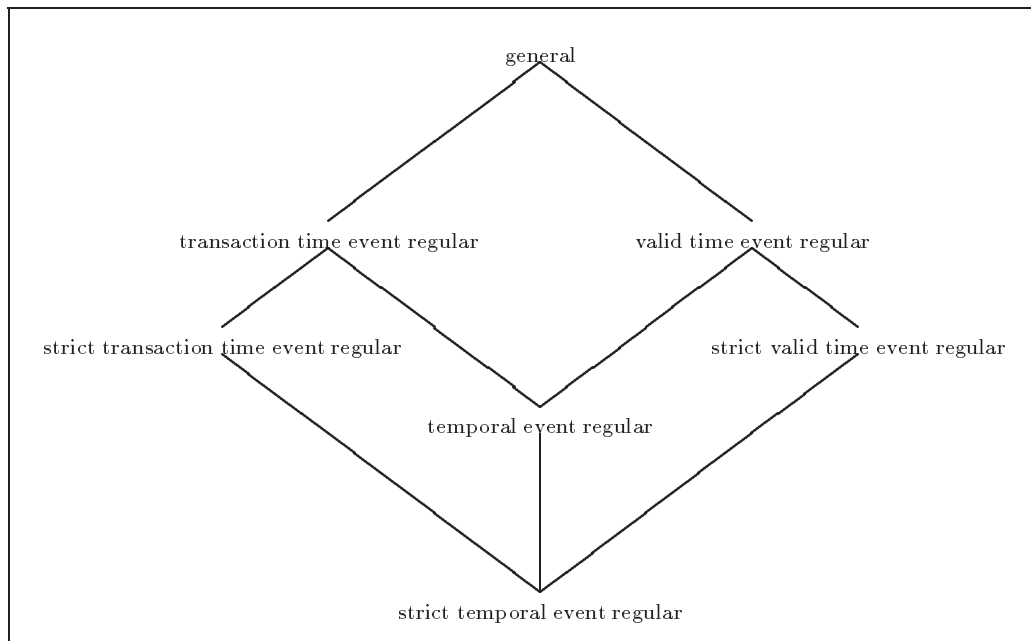 general
transaction time event regular
valid time event regular
strict transaction time event regular
strict valid time event regular
temporal event regular
strict temporal event regular